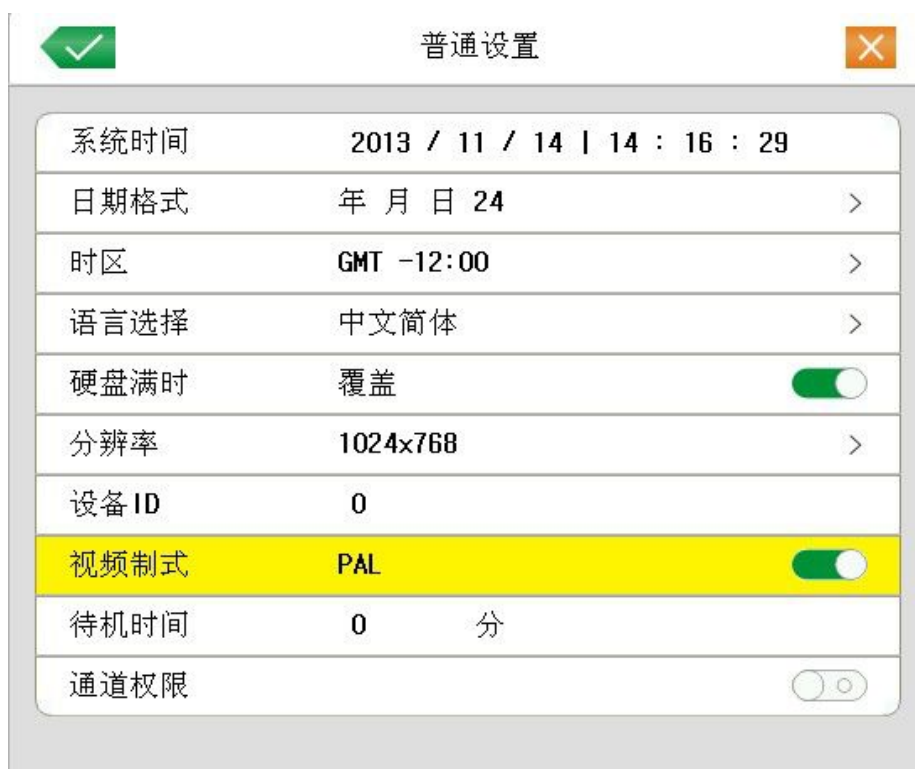 普通设置
系统时间 2013 / 11 / 14 | 14 : 16 : 29
日期格式 年 月 日 24
时区 GMT -12:00
语言选择 中文简体
硬盘满时 覆盖
分辨率 1024x768
设备ID 0
视频制式 PAL
待机时间 0 分
通道权限